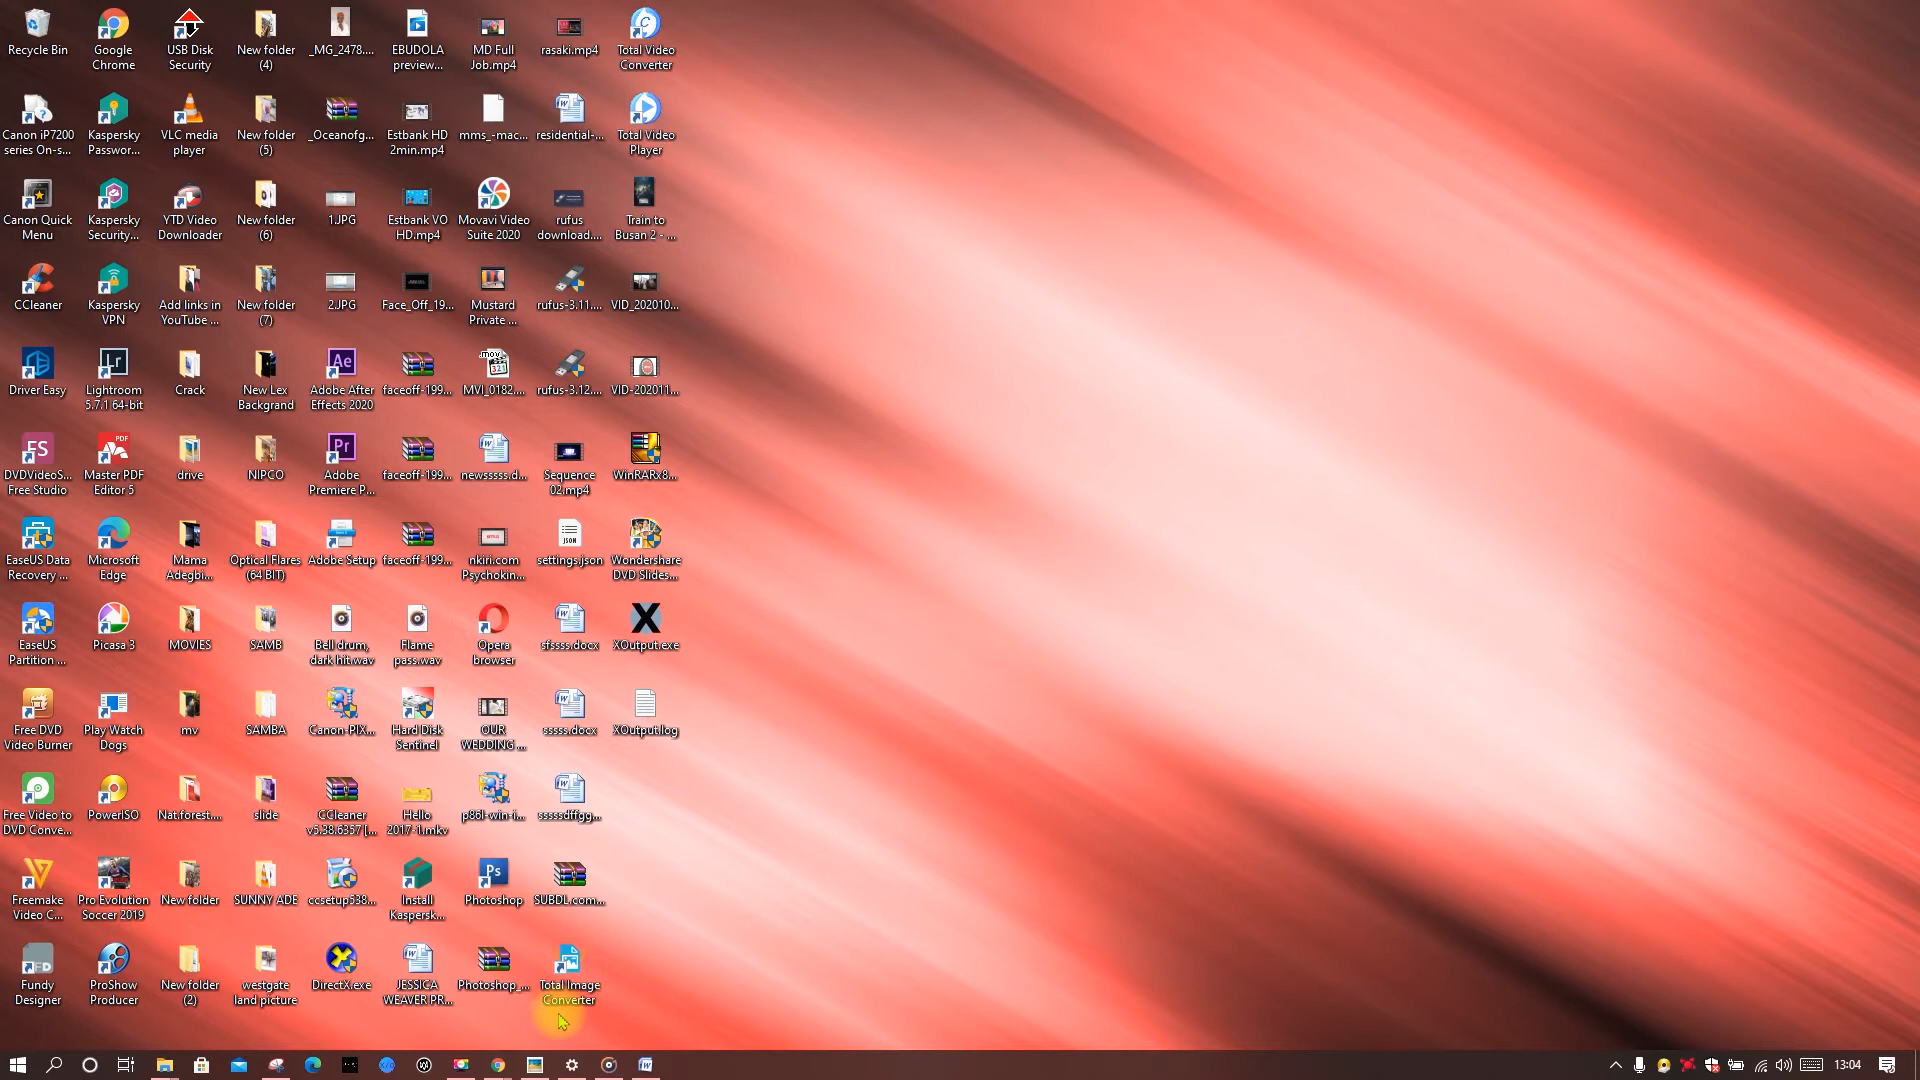 Recycle Bin
Google
Chrome
USB Disk
Security
New folder
(4)
_MG_2478....
EBUDOLA
preview...
MD Full
Job.mp4
rasaki.mp4
Total Video
Converter
Canon iP7200
series On-s...
Kaspersky
Passwor...
VLC media
player
New folder
(5)
_Oceanofg...
Estbank HD
2min.mp4
mms_-mac...
residential-...
Total Video
Player
Canon Quick
Menu
Kaspersky
Security...
YTD Video
Downloader
New folder
(6)
1.JPG
Estbank VO
HD.mp4
Movavi Video
Suite 2020
rufus
download....
Train to
Busan 2 - ...
CCleaner
Kaspersky
VPN
Add links in
YouTube ...
New folder
(7)
2.JPG
Face_Off_19...
Mustard
Private ...
rufus-3.11....
VID_202010...
Driver Easy
Lightroom
5.7.1 64-bit
Crack
New Lex
Backgrand
Adobe After
Effects 2020
faceoff-199...
MVI_0182....
rufus-3.12....
VID-202011...
DVDVideoS...
Free Studio
Master PDF
Editor 5
drive
NIPCO
Adobe
Premiere P...
faceoff-199...
newsssss.d...
Sequence
02.mp4
WinRARx8...
EaseUS Data
Recovery ...
Microsoft
Edge
Mama
Adegbi...
Optical Flares
(64 BIT)
Adobe Setup
faceoff-199...
nkiri.com
Psychokin...
settings.json
Wondershare
DVD Slides...
EaseUS
Partition ...
Picasa 3
MOVIES
SAMB
Bell drum,
dark hit.wav
Flame
pass.wav
Opera
browser
sfssss.docx
XOutput.exe
Free DVD
Video Burner
Play Watch
Dogs
mv
SAMBA
Canon-PIX...
Hard Disk
Sentinel
OUR
WEDDING ...
sssss.docx
XOutput.log
Free Video to
DVD Conve...
PowerISO
Nat.forest....
slide
CCleaner
v5.38.6357 [...
Hello
2017-1.mkv
p86l-win-i...
sssssdffgg...
Freemake
Video C...
Pro Evolution
Soccer 2019
New folder
SUNNY ADE
ccsetup538...
Install
Kaspersk...
Photoshop
SUBDL.com...
Fundy
Designer
ProShow
Producer
New folder
(2)
westgate
land picture
DirectX.exe
JESSICA
WEAVER PR...
Photoshop_...
Total Image
Converter
13:04